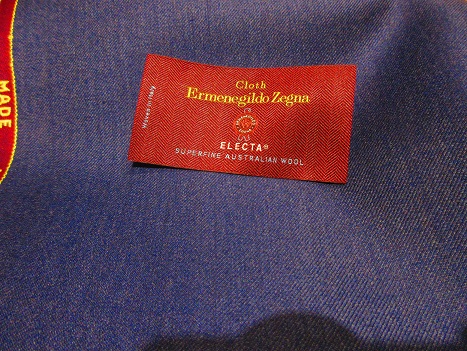 MADE
Woven in Italy
Cloth
Ermenegildo Zegna
ELECTA®
SUPERFINE AUSTRALIAN WOOL